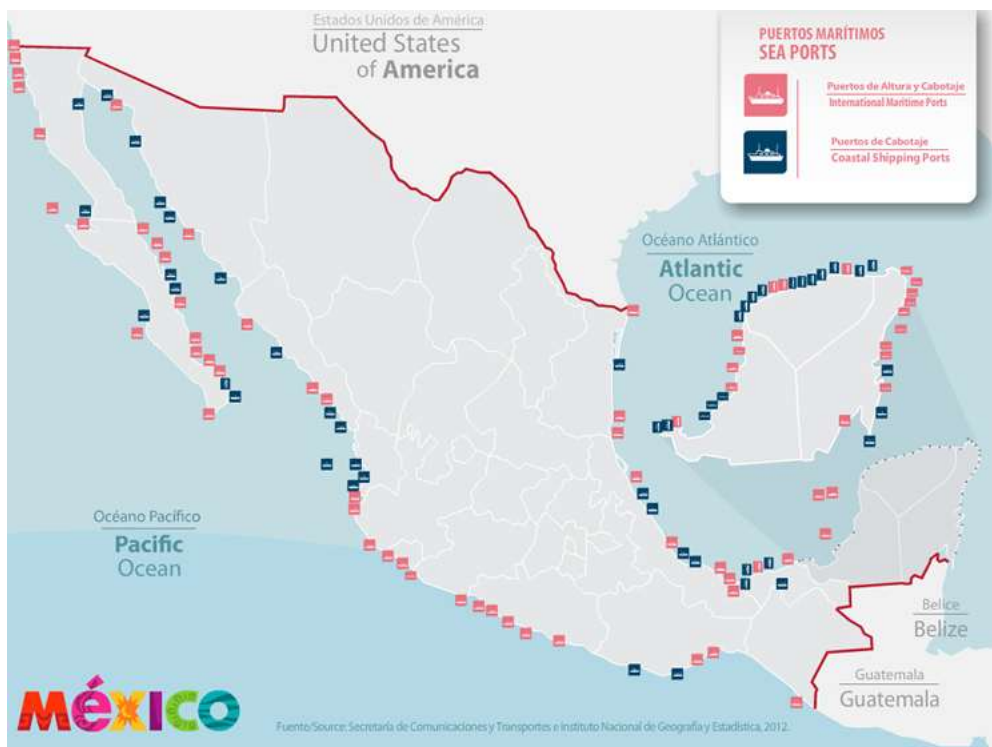 Estados Unidos de América
United States
of America
PUERTOS MARÍTIMOS
SEA PORTS
Puertos de Altura y Cabotaje
International Maritime Ports
Puertos de Cabotaje
Coastal Shipping Ports
Océano Atlántico
Atlantic
Ocean
Océano Pacífico
Pacific
Ocean
Belice
Belize
Guatemala
Guatemala
MéXICO
Fuento/Source: Secretaría de Comunicaciones y Transportes e Instituto Nacional de Geografía y Estadística, 2012.